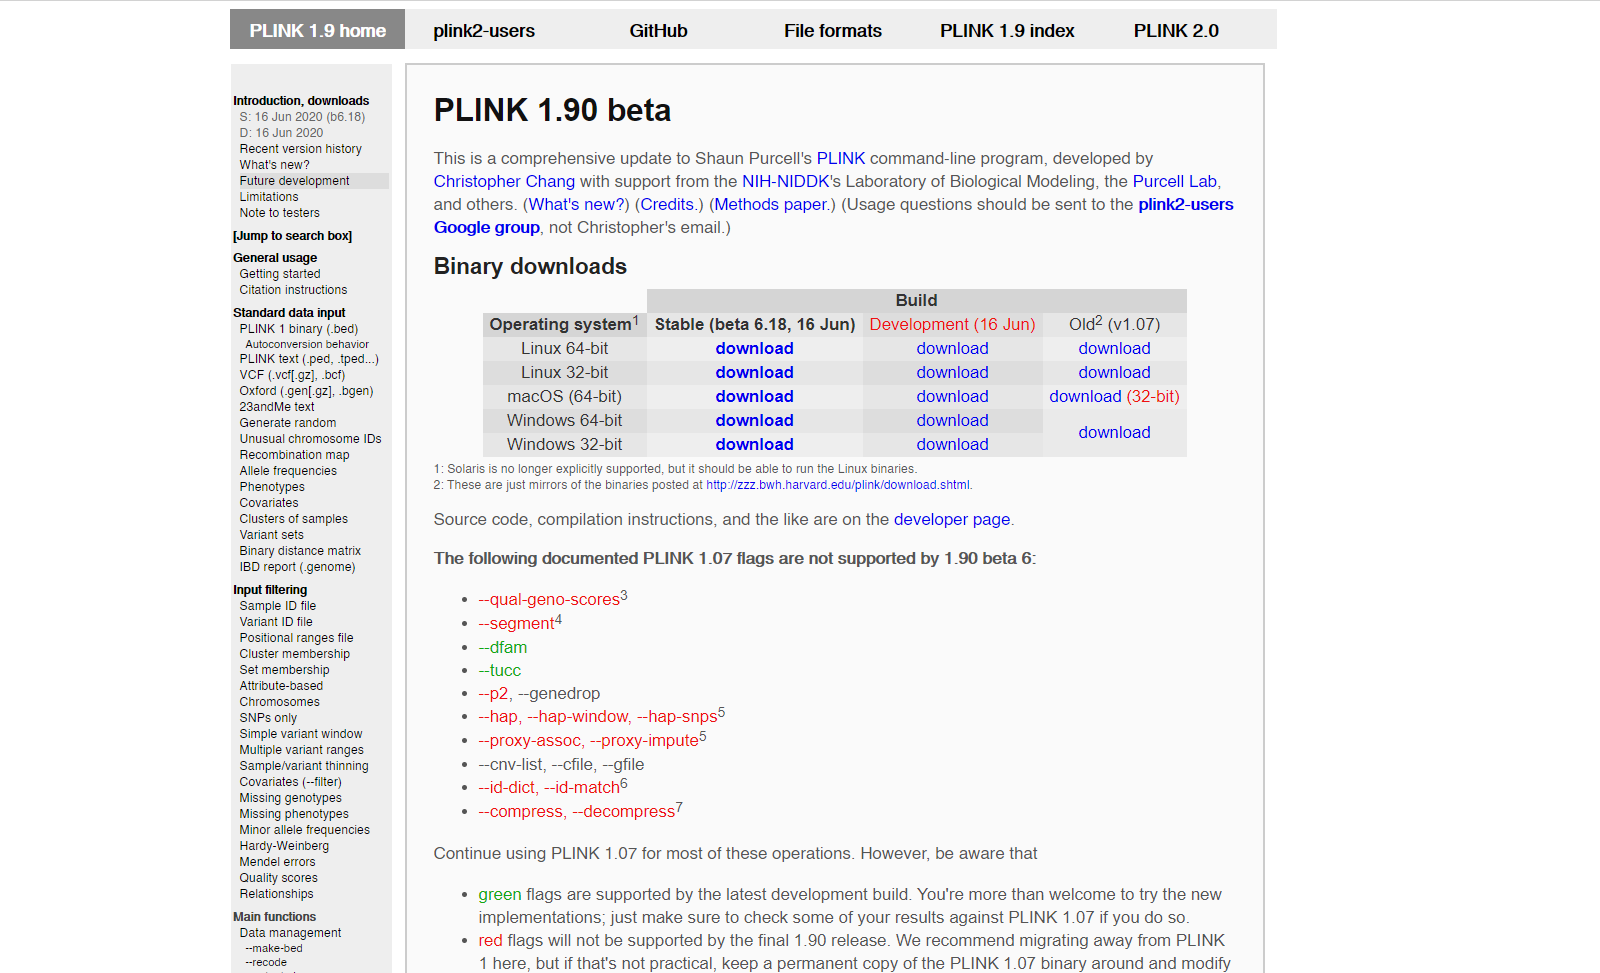 PLINK 1.9 home plink2-users GitHub File formats PLINK 1.9 index PLINK 2.0
Introduction, downloads
S: 16 Jun 2020 (b6.18)
D: 16 Jun 2020
Recent version history
What's new?
Future development
Limitations
Note to testers
[Jump to search box]
General usage
Getting started
Citation instructions
Standard data input
PLINK 1 binary (.bed)
Autoconversion behavior
PLINK text (.ped, .tped...)
VCF (.vcf[.gz], .bcf)
Oxford (.gen[.gz], .bgen)
23andMe text
Generate random
Unusual chromosome IDs
Recombination map
Allele frequencies
Phenotypes
Covariates
Clusters of samples
Variant sets
Binary distance matrix
IBD report (.genome)
Input filtering
Sample ID file
Variant ID file
Positional ranges file
Cluster membership
Set membership
Attribute-based
Chromosomes
SNPs only
Simple variant window
Multiple variant ranges
Sample/variant thinning
Covariates (--filter)
Missing genotypes
Missing phenotypes
Minor allele frequencies
Hardy-Weinberg
Mendel errors
Quality scores
Relationships
Main functions
Data management
--make-bed
--recode
PLINK 1.90 beta
This is a comprehensive update to Shaun Purcell's PLINK command-line program, developed by
Christopher Chang with support from the NIH-NIDDK's Laboratory of Biological Modeling, the Purcell Lab,
and others. (What's new?) (Credits.) (Methods paper.) (Usage questions should be sent to the plink2-users
Google group, not Christopher's email.)
Binary downloads
Build
Operating system1 Stable (beta 6.18, 16 Jun) Development (16 Jun) Old2 (v1.07)
Linux 64-bit download download download
Linux 32-bit download download download
macOS (64-bit) download download download (32-bit)
Windows 64-bit download download download
Windows 32-bit download download
1: Solaris is no longer explicitly supported, but it should be able to run the Linux binaries.
2: These are just mirrors of the binaries posted at http://zzz.bwh.harvard.edu/plink/download.shtml.
Source code, compilation instructions, and the like are on the developer page.
The following documented PLINK 1.07 flags are not supported by 1.90 beta 6:
• --qual-geno-scores3
• --segment4
• --dfam
• --tucc
• --p2, --genedrop
• --hap, --hap-window, --hap-snps5
• --proxy-assoc, --proxy-impute5
• --cnv-list, --cfile, --gfile
• --id-dict, --id-match6
• --compress, --decompress7
Continue using PLINK 1.07 for most of these operations. However, be aware that
• green flags are supported by the latest development build. You're more than welcome to try the new
implementations; just make sure to check some of your results against PLINK 1.07 if you do so.
• red flags will not be supported by the final 1.90 release. We recommend migrating away from PLINK
1 here, but if that's not practical, keep a permanent copy of the PLINK 1.07 binary around and modify